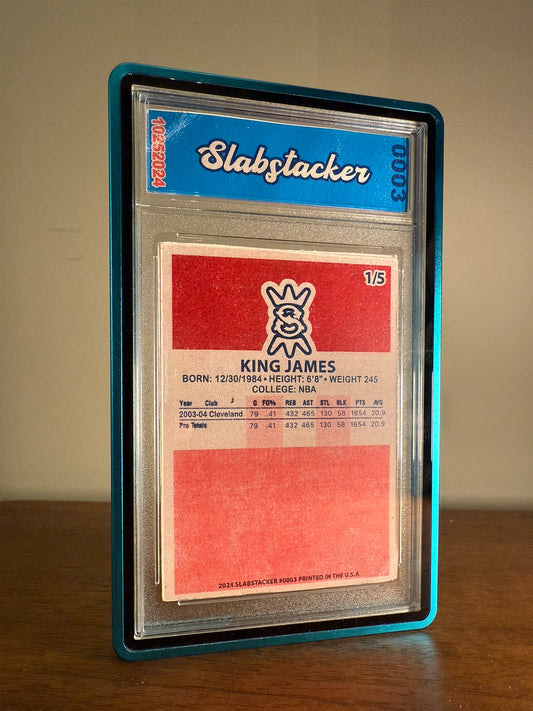 10252024
Slabstacker
0003
1/5
S
KING JAMES
BORN: 12/30/1984 • HEIGHT: 6'8" • WEIGHT 245
COLLEGE: NBA
Year Club G FG% REB AST STL BLK PTS AVG
2003-04 Cleveland 79 .41 432 465 130 58 1654 20.9
Pro Totals 79 .41 432 465 130 58 1654 20.9
2024 SLABSTACKER #0003 PRINTED IN THE U.S.A